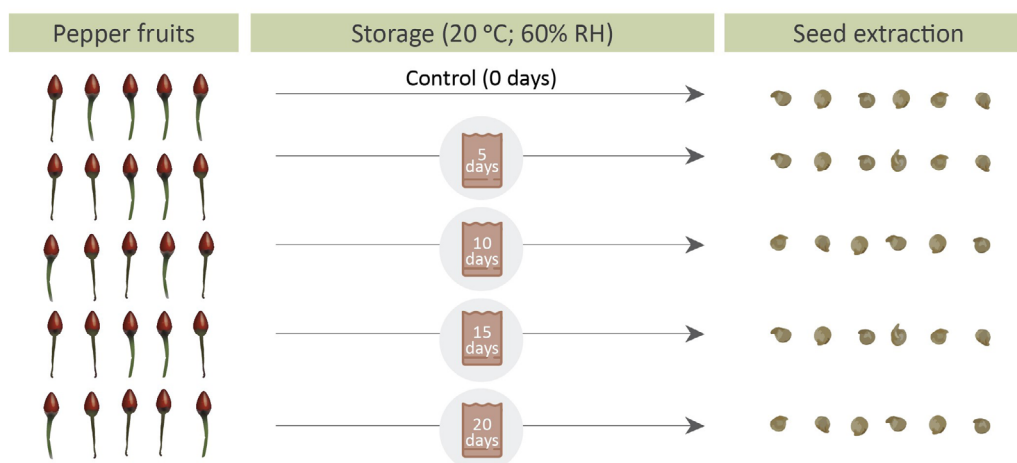 Pepper fruits
Storage (20 °C; 60% RH)
Seed extraction
Control (0 days)
5
days
10
days
15
days
20
days